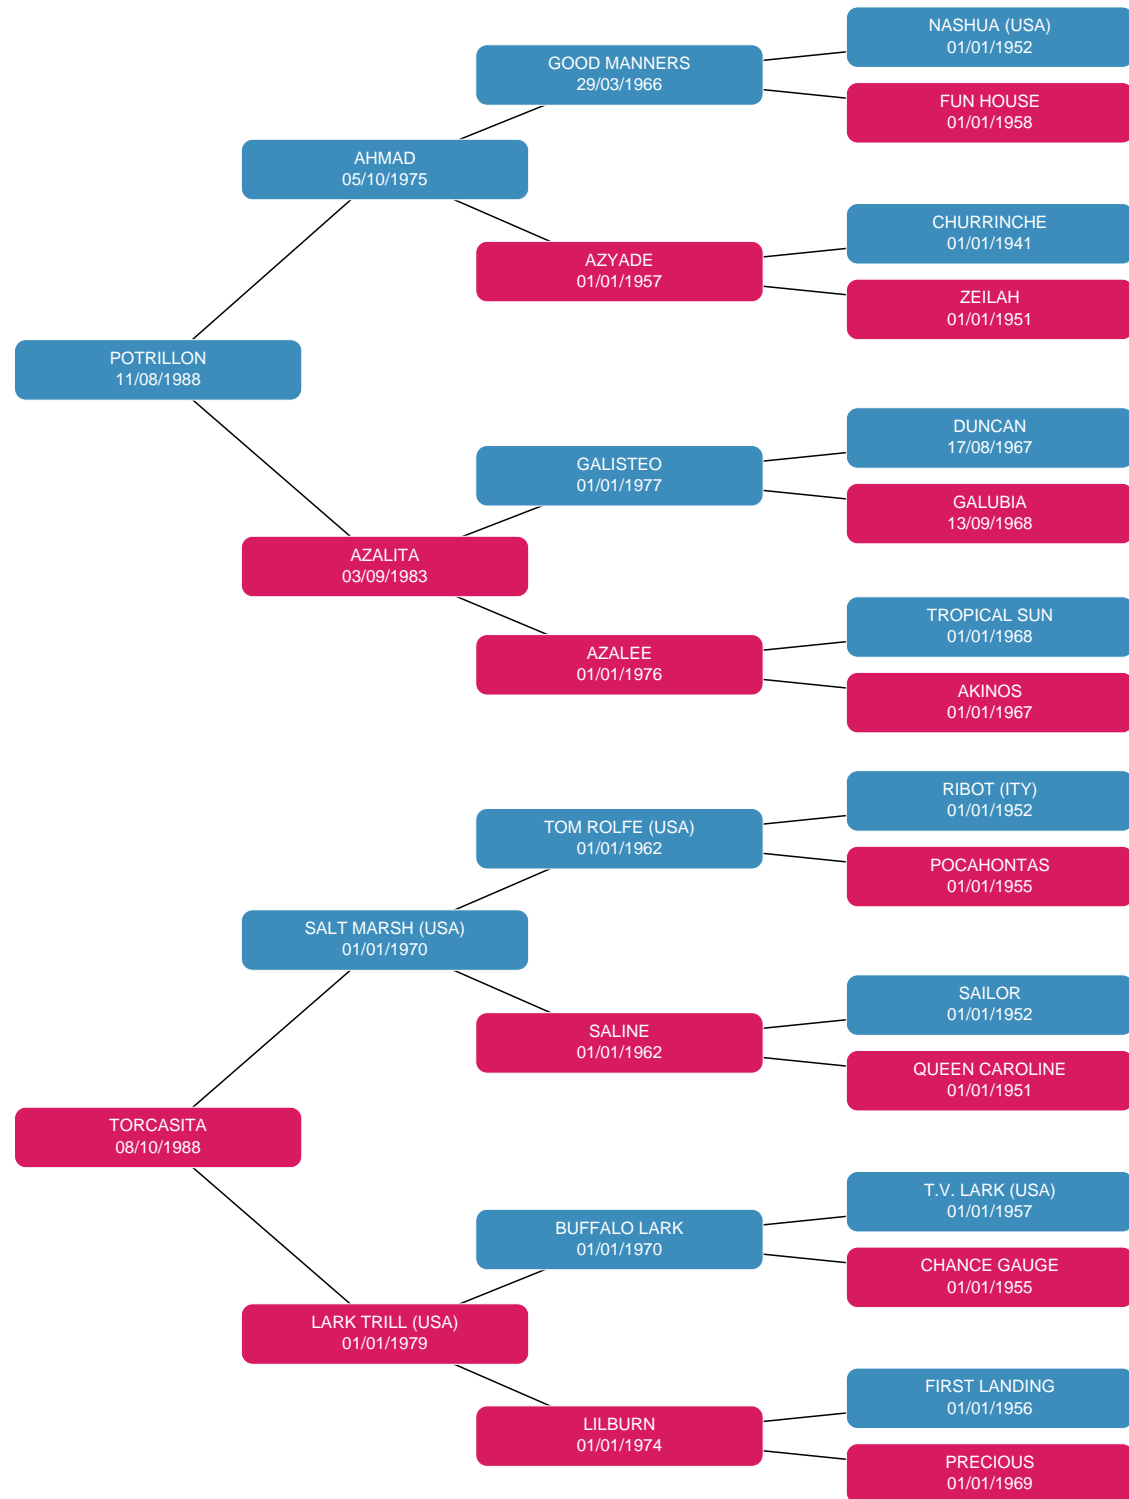 NASHUA (USA)
01/01/1952
GOOD MANNERS
29/03/1966
FUN HOUSE
01/01/1958
AHMAD
05/10/1975
CHURRINCHE
01/01/1941
AZYADE
01/01/1957
ZEILAH
01/01/1951
POTRILLON
11/08/1988
DUNCAN
17/08/1967
GALISTEO
01/01/1977
GALUBIA
13/09/1968
AZALITA
03/09/1983
TROPICAL SUN
01/01/1968
AZALEE
01/01/1976
AKINOS
01/01/1967
RIBOT (ITY)
01/01/1952
TOM ROLFE (USA)
01/01/1962
POCAHONTAS
01/01/1955
SALT MARSH (USA)
01/01/1970
SAILOR
01/01/1952
SALINE
01/01/1962
QUEEN CAROLINE
01/01/1951
TORCASITA
08/10/1988
T.V. LARK (USA)
01/01/1957
BUFFALO LARK
01/01/1970
CHANCE GAUGE
01/01/1955
LARK TRILL (USA)
01/01/1979
FIRST LANDING
01/01/1956
LILBURN
01/01/1974
PRECIOUS
01/01/1969